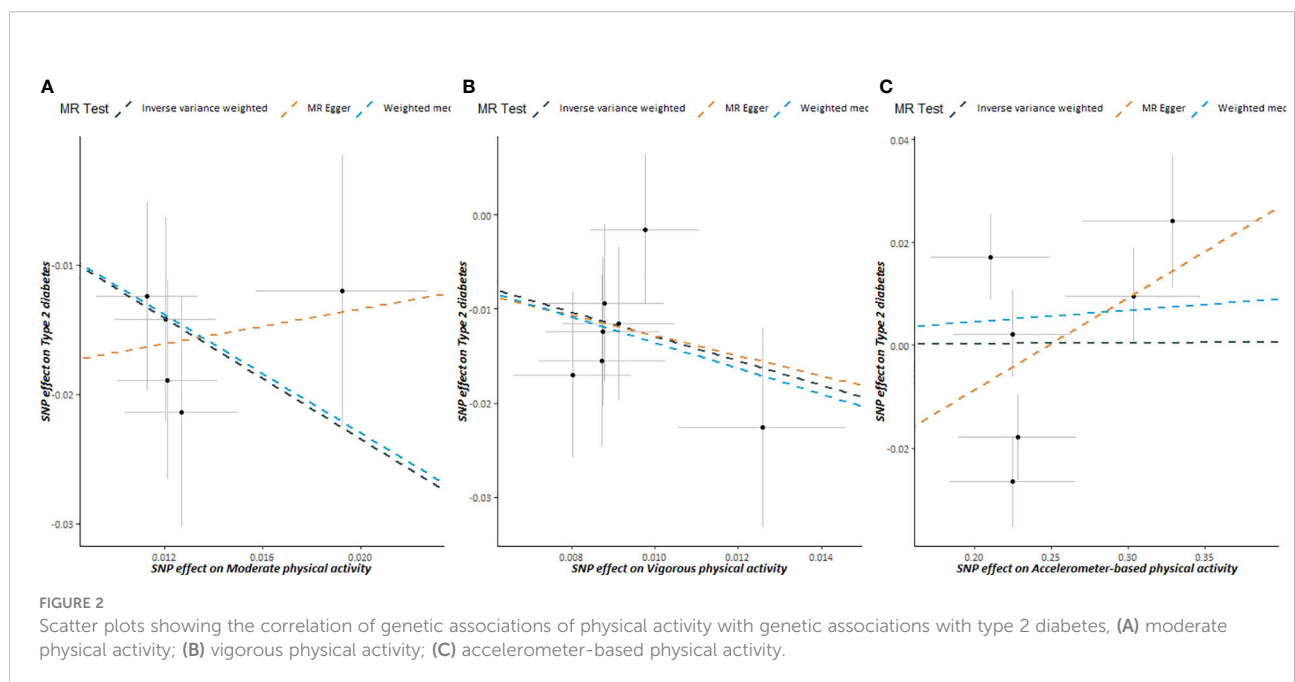 A
B
C
MR Test Inverse variance weighted MR Egger Weighted mec
MR Test Inverse variance weighted MR Egger Weighted mec
MR Test Inverse variance weighted MR Egger Weighted mec
SNP effect on Type 2 diabetes
-0.01
-0.02
-0.03
0.012 0.016 0.020
SNP effect on Moderate physical activity
SNP effect on Type 2 diabetes
0.00
-0.01
-0.02
-0.03
0.008 0.010 0.012 0.014
SNP effect on Vigorous physical activity
SNP effect on Type 2 diabetes
0.04
0.02
0.00
-0.02
0.20 0.25 0.30 0.35
SNP effect on Accelerometer-based physical activity
FIGURE 2
Scatter plots showing the correlation of genetic associations of physical activity with genetic associations with type 2 diabetes, (A) moderate
physical activity; (B) vigorous physical activity; (C) accelerometer-based physical activity.